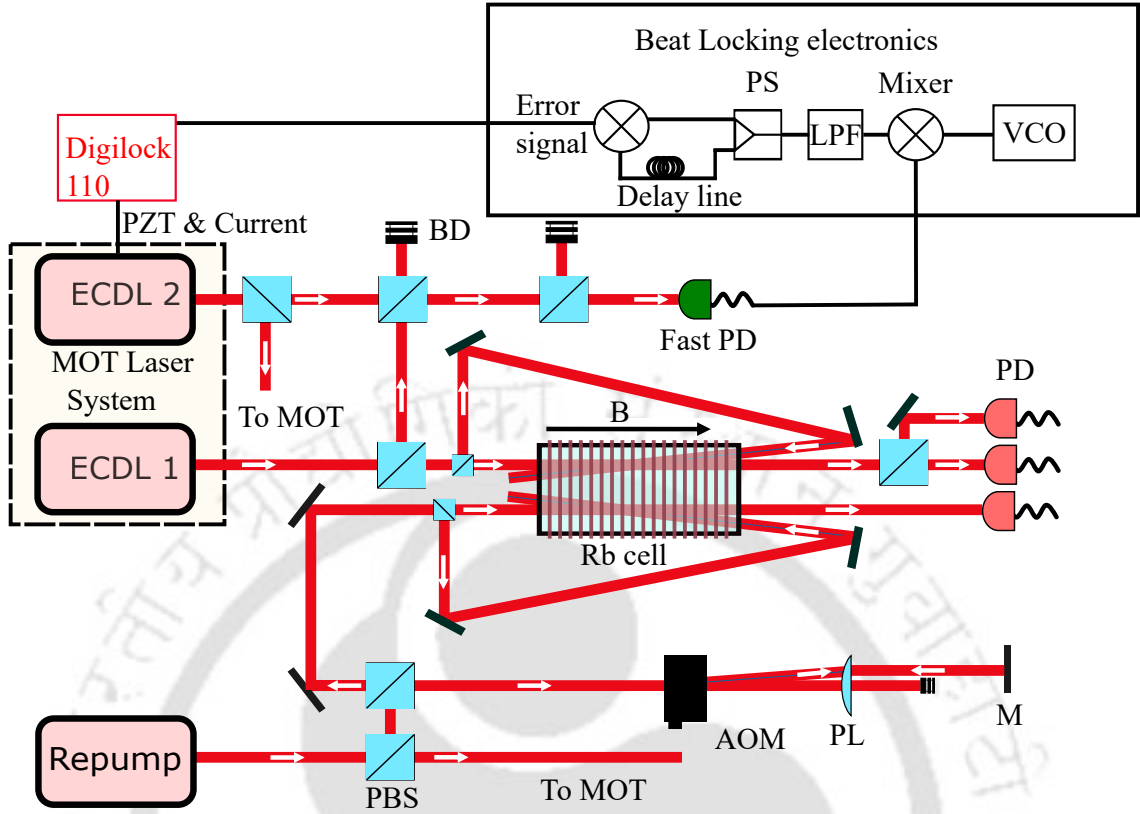 Beat Locking electronics
PS
Mixer
Error
signal
LPF
VCO
Delay line
Digilock
110
PZT & Current
BD
ECDL 2
Fast PD
MOT Laser
System
To MOT
PD
B
ECDL 1
Rb cell
Repump
PBS
To MOT
AOM
PL
M